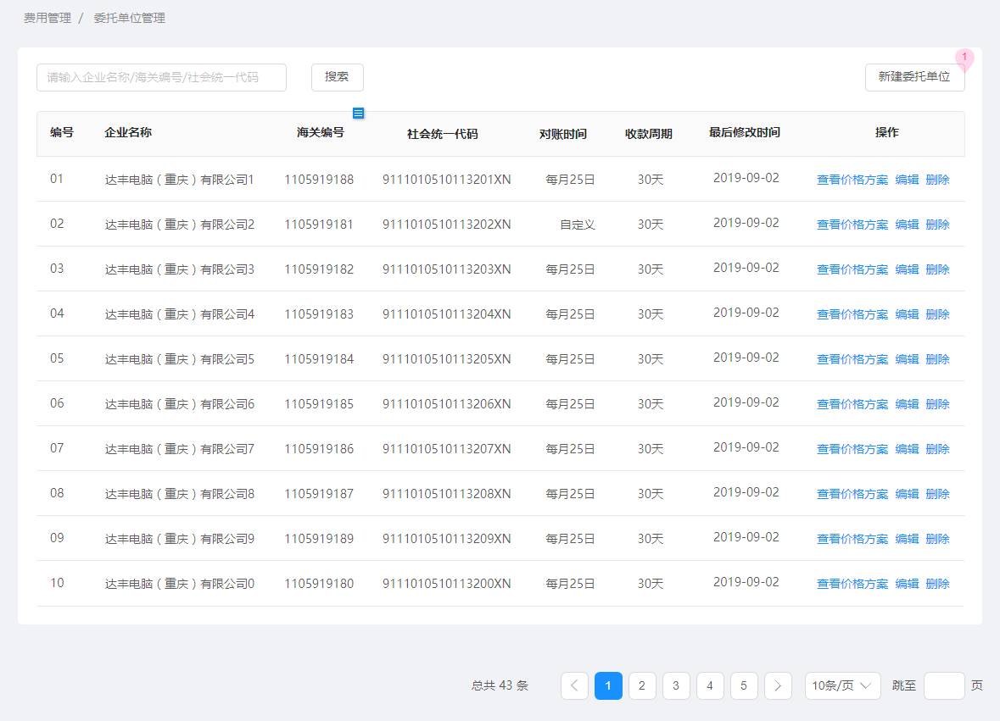 费用管理 / 委托单位管理
1
请输入企业名称/海关编号/社会统一代码 搜索 新建委托单位
编号 企业名称 海关编号 社会统一代码 对账时间 收款周期 最后修改时间 操作
01 达丰电脑（重庆）有限公司1 1105919188 9111010510113201XN 每月25日 30天 2019-09-02 查看价格方案 编辑 删除
02 达丰电脑（重庆）有限公司2 1105919181 9111010510113202XN 自定义 30天 2019-09-02 查看价格方案 编辑 删除
03 达丰电脑（重庆）有限公司3 1105919182 9111010510113203XN 每月25日 30天 2019-09-02 查看价格方案 编辑 删除
04 达丰电脑（重庆）有限公司4 1105919183 9111010510113204XN 每月25日 30天 2019-09-02 查看价格方案 编辑 删除
05 达丰电脑（重庆）有限公司5 1105919184 9111010510113205XN 每月25日 30天 2019-09-02 查看价格方案 编辑 删除
06 达丰电脑（重庆）有限公司6 1105919185 9111010510113206XN 每月25日 30天 2019-09-02 查看价格方案 编辑 删除
07 达丰电脑（重庆）有限公司7 1105919186 9111010510113207XN 每月25日 30天 2019-09-02 查看价格方案 编辑 删除
08 达丰电脑（重庆）有限公司8 1105919187 9111010510113208XN 每月25日 30天 2019-09-02 查看价格方案 编辑 删除
09 达丰电脑（重庆）有限公司9 1105919189 9111010510113209XN 每月25日 30天 2019-09-02 查看价格方案 编辑 删除
10 达丰电脑（重庆）有限公司0 1105919180 9111010510113200XN 每月25日 30天 2019-09-02 查看价格方案 编辑 删除
总共 43 条 1 2 3 4 5 10条/页 跳至 页